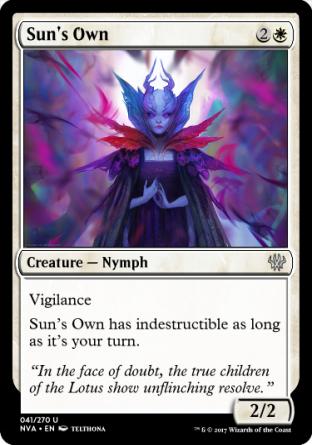 Sun's Own 2
Creature — Nymph
Vigilance
Sun's Own has indestructible as long
as it's your turn.
“In the face of doubt, the true children
of the Lotus show unflinching resolve.”
2/2
041/270 U
NVA • EN TELTHONA
™ & © 2017 Wizards of the Coast